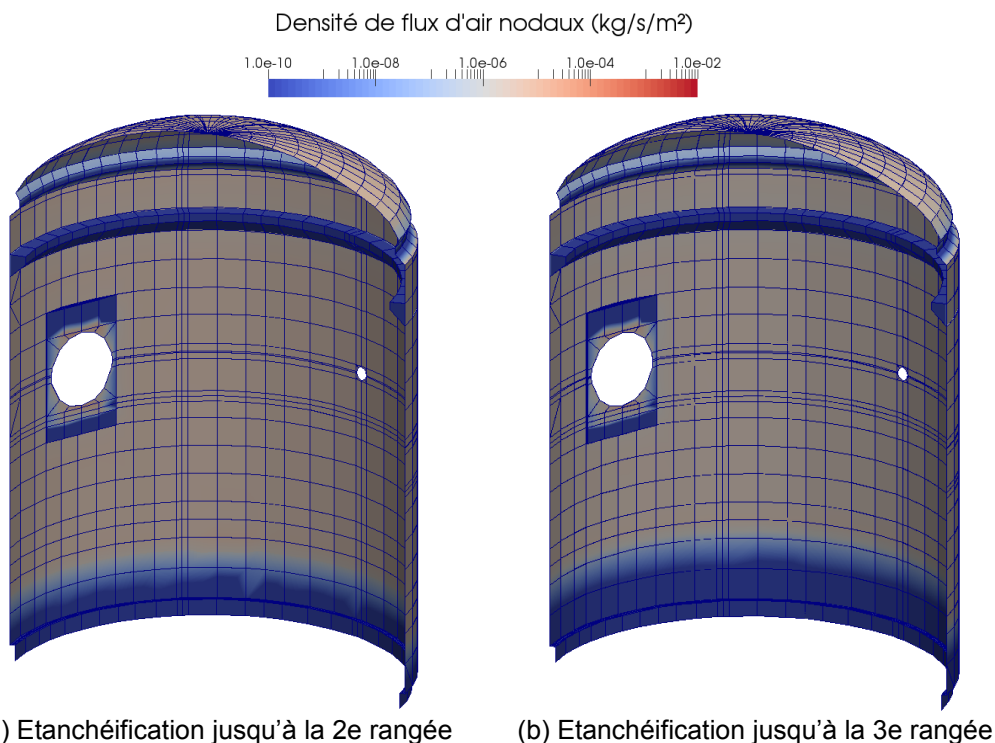 Densité de flux d'air nodaux (kg/s/m²)
1.0e-10 1.0e-08 1.0e-06 1.0e-04 1.0e-02
) Etanchéification jusqu'à la 2e rangée
(b) Etanchéification jusqu'à la 3e rangée